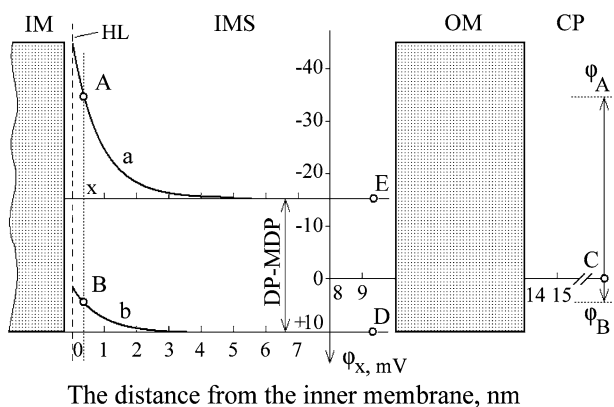 IM IMS OM CP
HL
-40
φA
A
-30
-20
a
x
E
-15
-10
DP-MDP
C
B
0
8 9
14 15
b
φB
+10
D
0 1 2 3 4 5 6 7
φx, mV
The distance from the inner membrane, nm